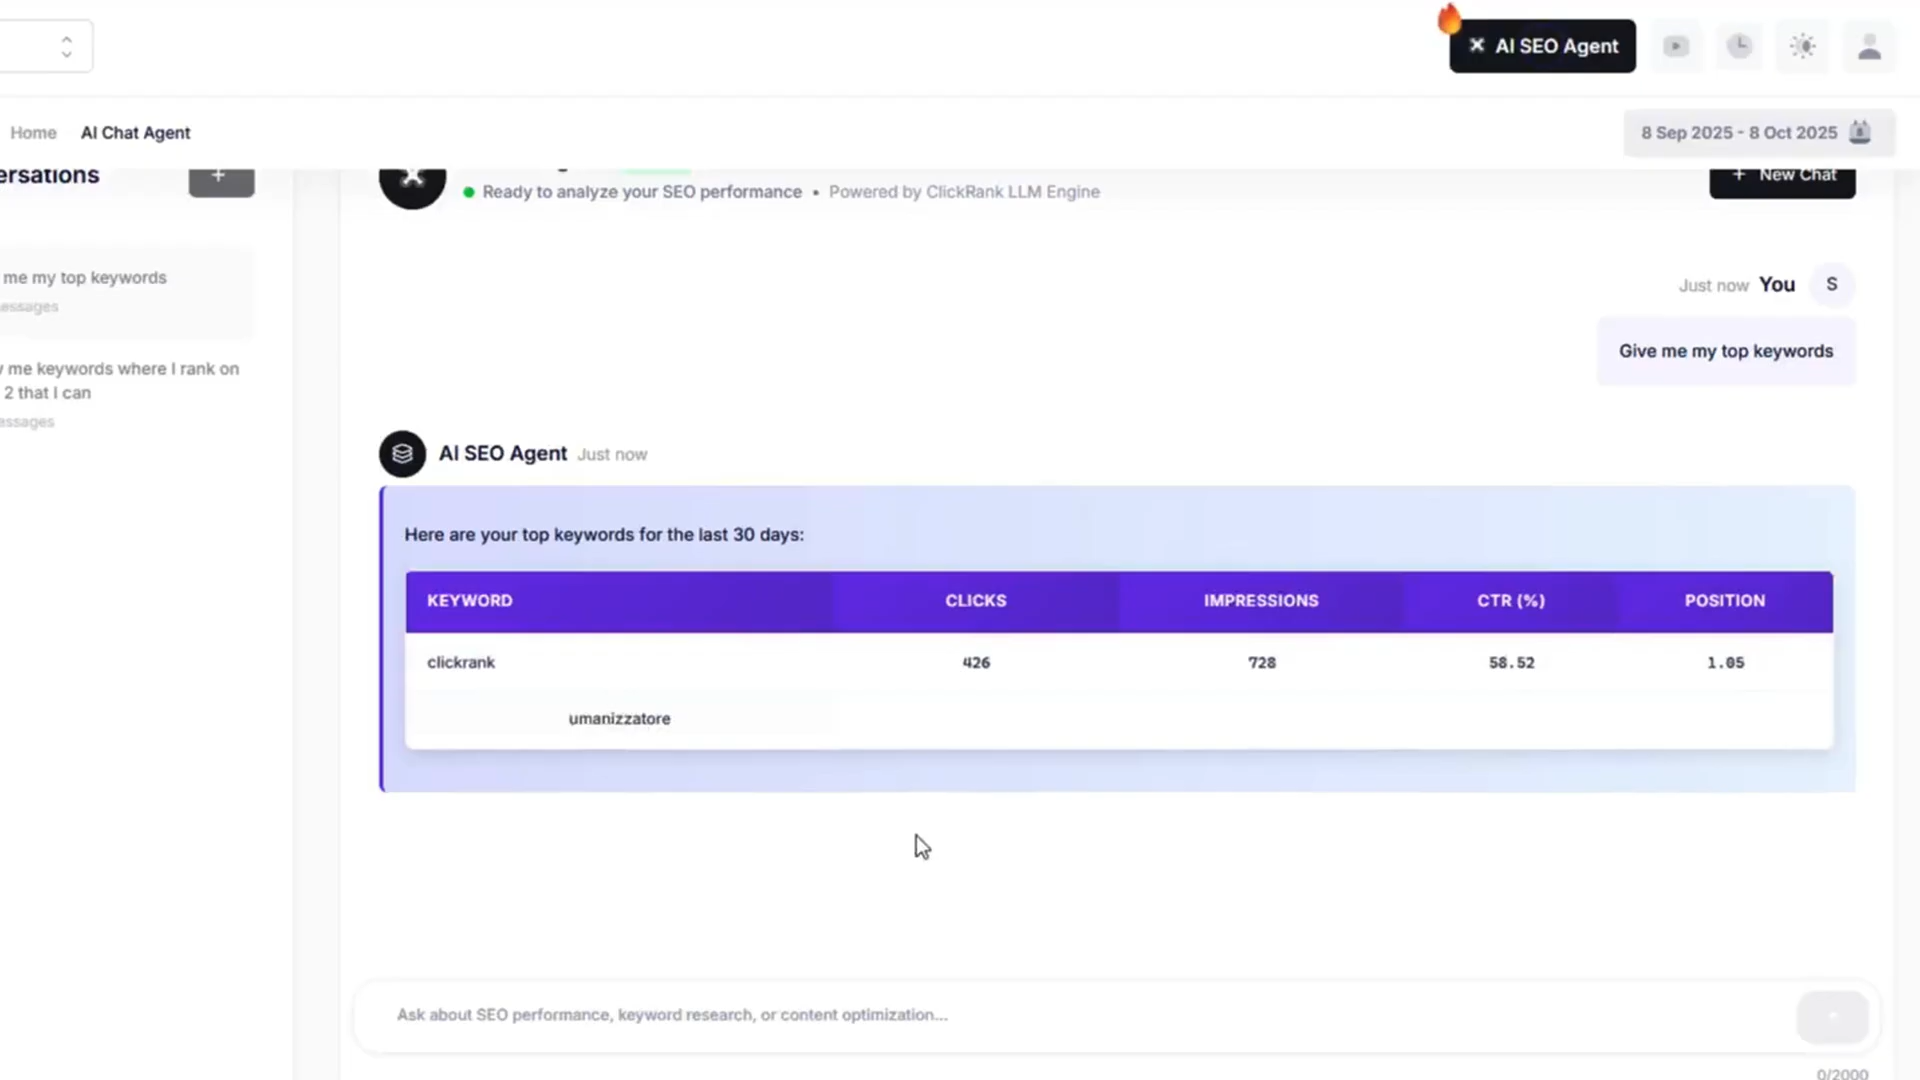 AI SEO Agent
Home AI Chat Agent
8 Sep 2025 - 8 Oct 2025
ersations
+
Ready to analyze your SEO performance • Powered by ClickRank LLM Engine
+ New Chat
me my top keywords
essages
me keywords where I rank on
2 that I can
essages
Just now You S
Give me my top keywords
AI SEO Agent Just now
Here are your top keywords for the last 30 days:
KEYWORD CLICKS IMPRESSIONS CTR (%) POSITION
clickrank 426 728 58.52 1.05
umanizzatore
Ask about SEO performance, keyword research, or content optimization...
0/2000